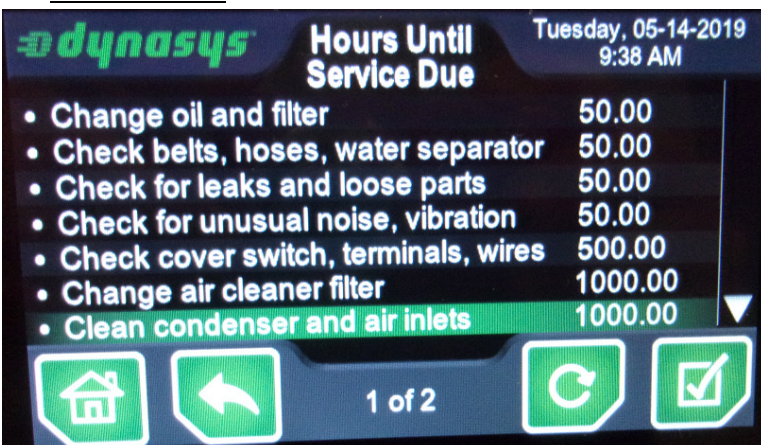 dynasys
Hours Until
Service Due
Tuesday, 05-14-2019
9:38 AM
• Change oil and filter 50.00
• Check belts, hoses, water separator 50.00
• Check for leaks and loose parts 50.00
• Check for unusual noise, vibration 50.00
• Check cover switch, terminals, wires 500.00
• Change air cleaner filter 1000.00
• Clean condenser and air inlets 1000.00
1 of 2